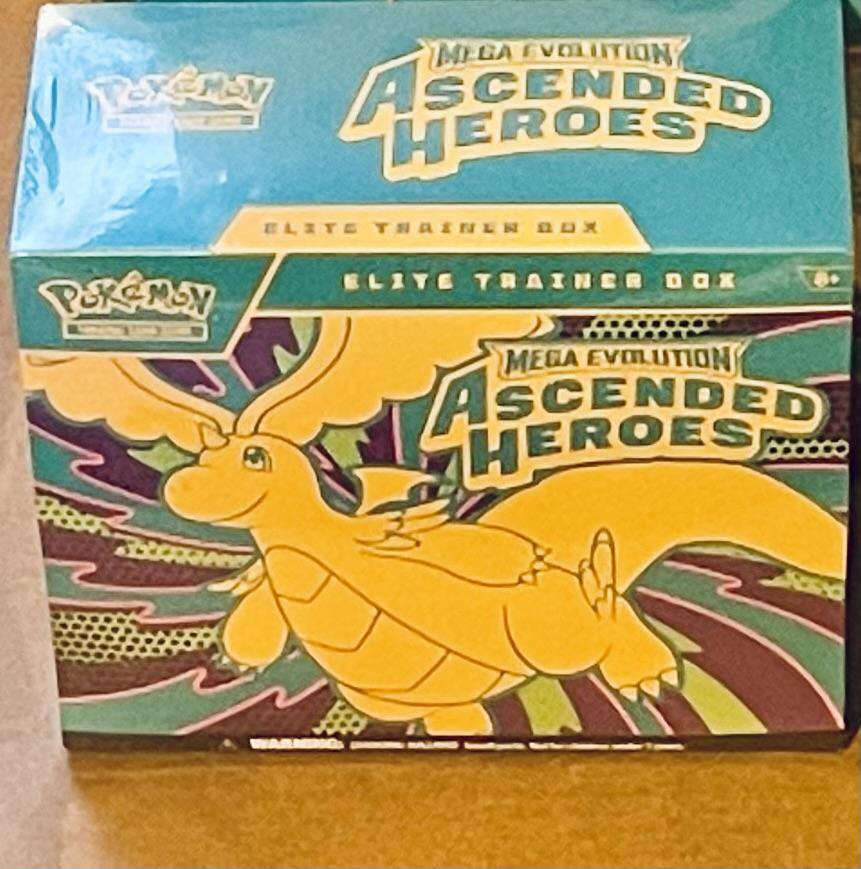 Pokémon
MEGA EVOLUTION
ASCENDED
HEROES
ELITE TRAINER BOX
Pokémon
ELITE TRAINER BOX
MEGA EVOLUTION
ASCENDED
HEROES
WARNING: